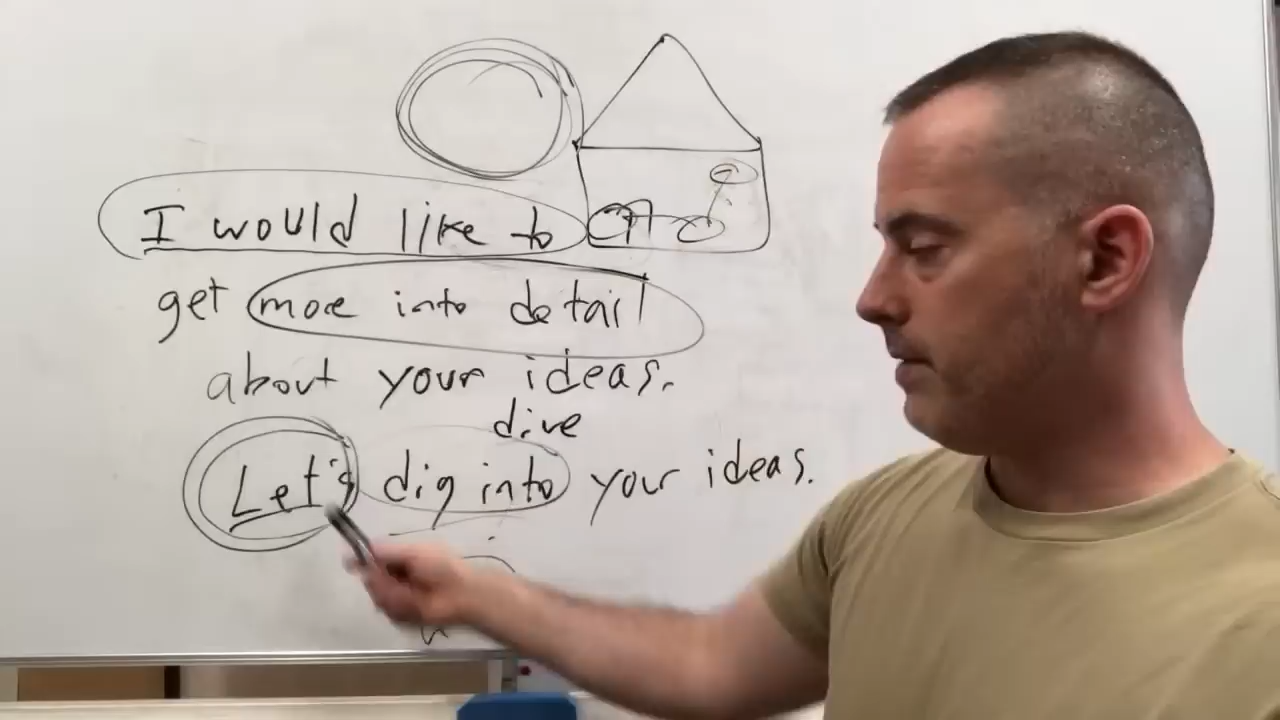 I would like to
get more into detail
about your ideas.
dive
Let's dig into your ideas.